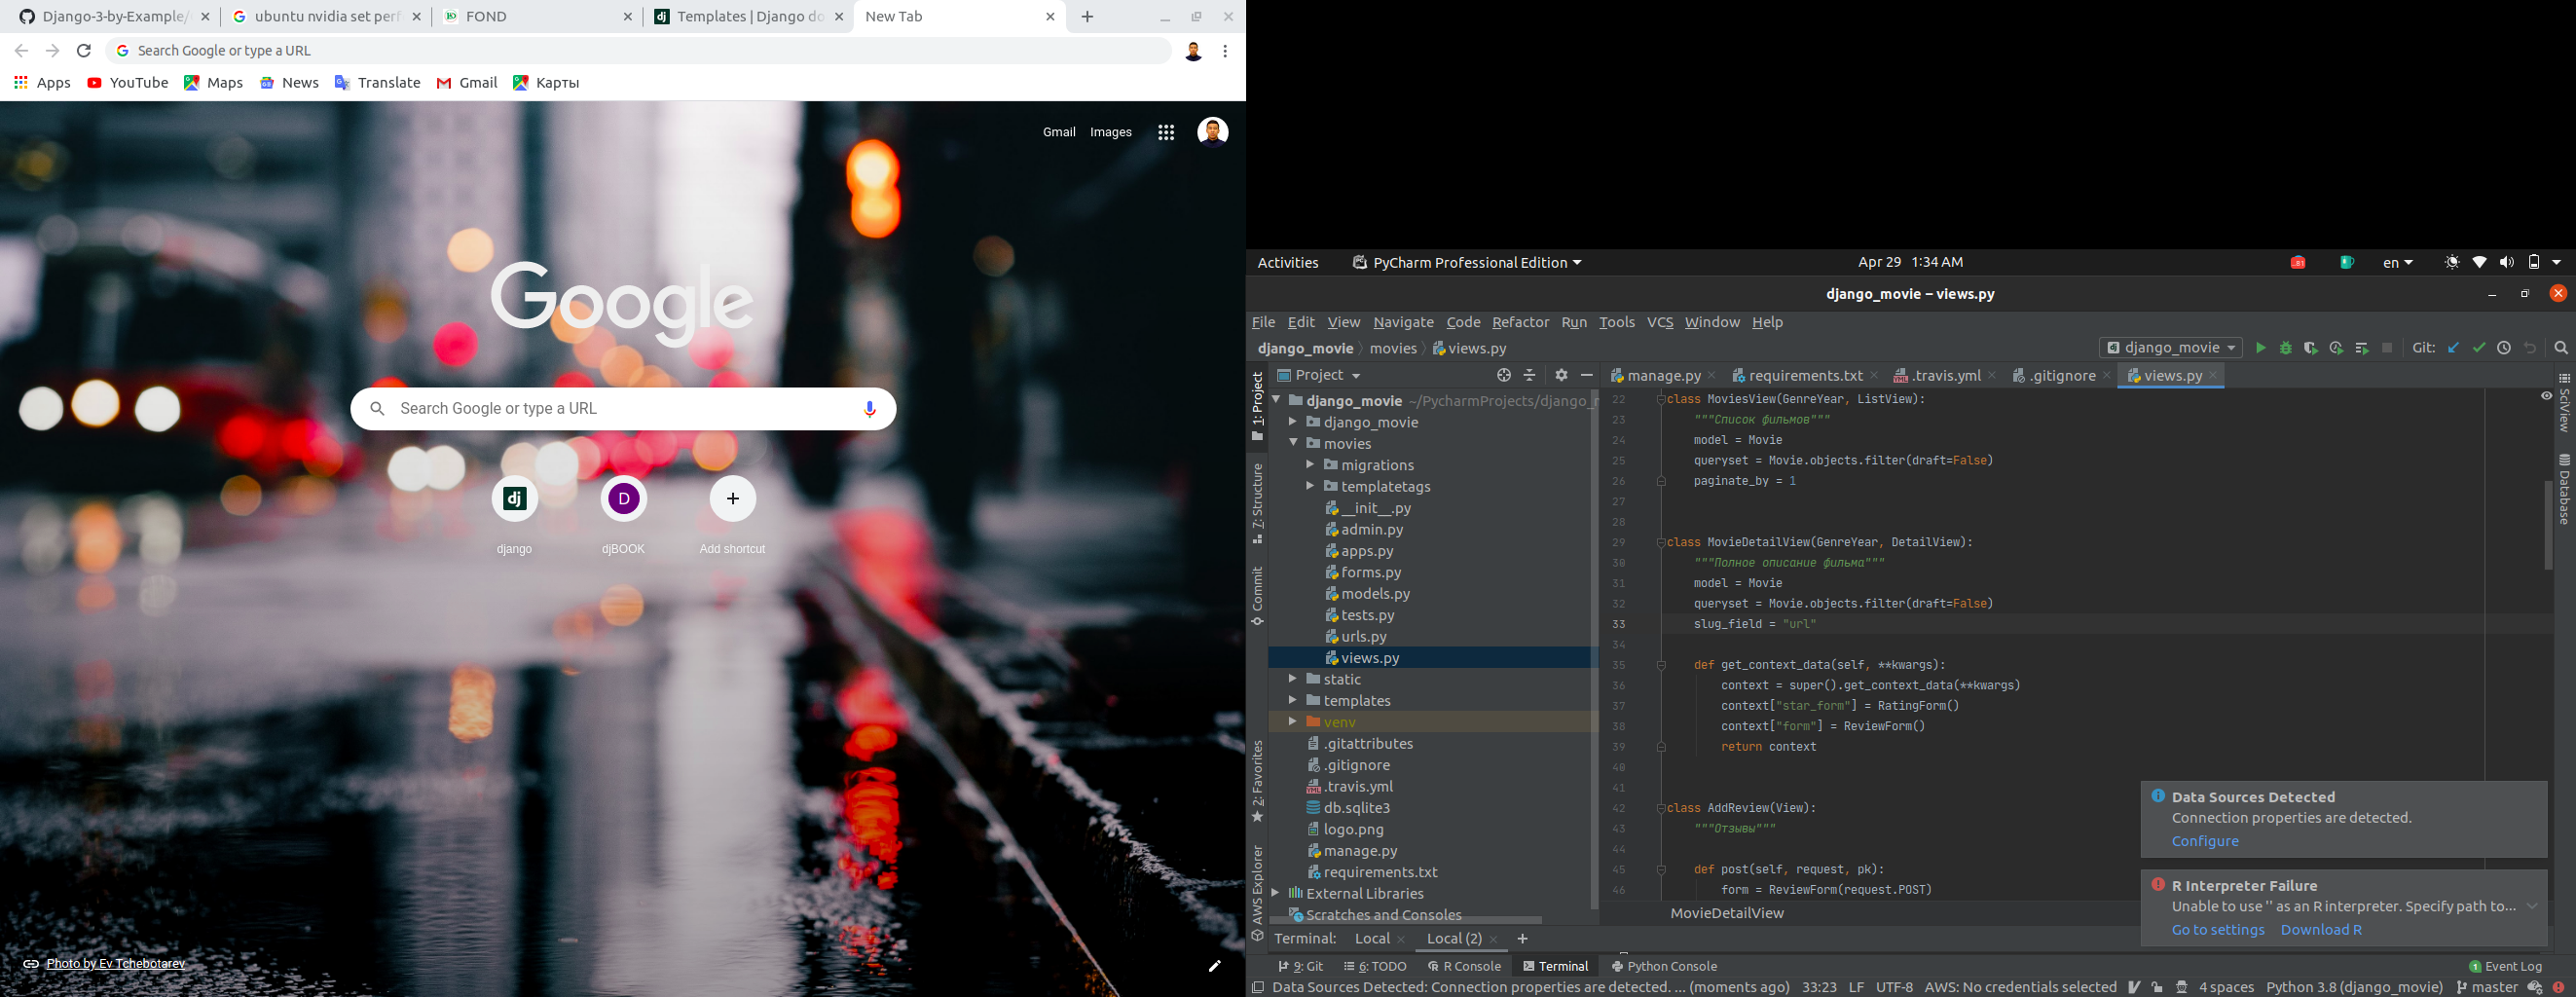 Django-3-by-Example/
ubuntu nvidia set perf
FOND
Templates | Django do
New Tab
Search Google or type a URL
Apps
YouTube
Maps
News
Translate
Gmail
Карты
Gmail
Images
Google
Search Google or type a URL
dj
D
django
djBOOK
Add shortcut
Photo by Ev Tchebotarev
Activities
PyCharm Professional Edition
Apr 29 1:34 AM
en
django_movie – views.py
File Edit View Navigate Code Refactor Run Tools VCS Window Help
django_movie
movies
views.py
django_movie
Git:
Project
manage.py
requirements.txt
.travis.yml
.gitignore
views.py
1: Project
7: Structure
Commit
2: Favorites
AWS Explorer
django_movie ~/PycharmProjects/django_r
django_movie
movies
migrations
templatetags
__init__.py
admin.py
apps.py
forms.py
models.py
tests.py
urls.py
views.py
static
templates
venv
.gitattributes
.gitignore
.travis.yml
db.sqlite3
logo.png
manage.py
requirements.txt
External Libraries
Scratches and Consoles
22 class MoviesView(GenreYear, ListView):
23 """Список фильмов"""
24 model = Movie
25 queryset = Movie.objects.filter(draft=False)
26 paginate_by = 1
27
28
29 class MovieDetailView(GenreYear, DetailView):
30 """Полное описание фильма"""
31 model = Movie
32 queryset = Movie.objects.filter(draft=False)
33 slug_field = "url"
34
35 def get_context_data(self, **kwargs):
36 context = super().get_context_data(**kwargs)
37 context["star_form"] = RatingForm()
38 context["form"] = ReviewForm()
39 return context
40
41
42 class AddReview(View):
43 """Отзывы"""
44
45 def post(self, request, pk):
46 form = ReviewForm(request.POST)
MovieDetailView
SciView
Database
Data Sources Detected
Connection properties are detected.
Configure
R Interpreter Failure
Unable to use '' as an R interpreter. Specify path to...
Go to settings
Download R
Terminal:
Local
Local (2)
9: Git
6: TODO
R Console
Terminal
Python Console
Event Log
Data Sources Detected: Connection properties are detected. ... (moments ago)
33:23
LF
UTF-8
AWS: No credentials selected
4 spaces
Python 3.8 (django_movie)
master